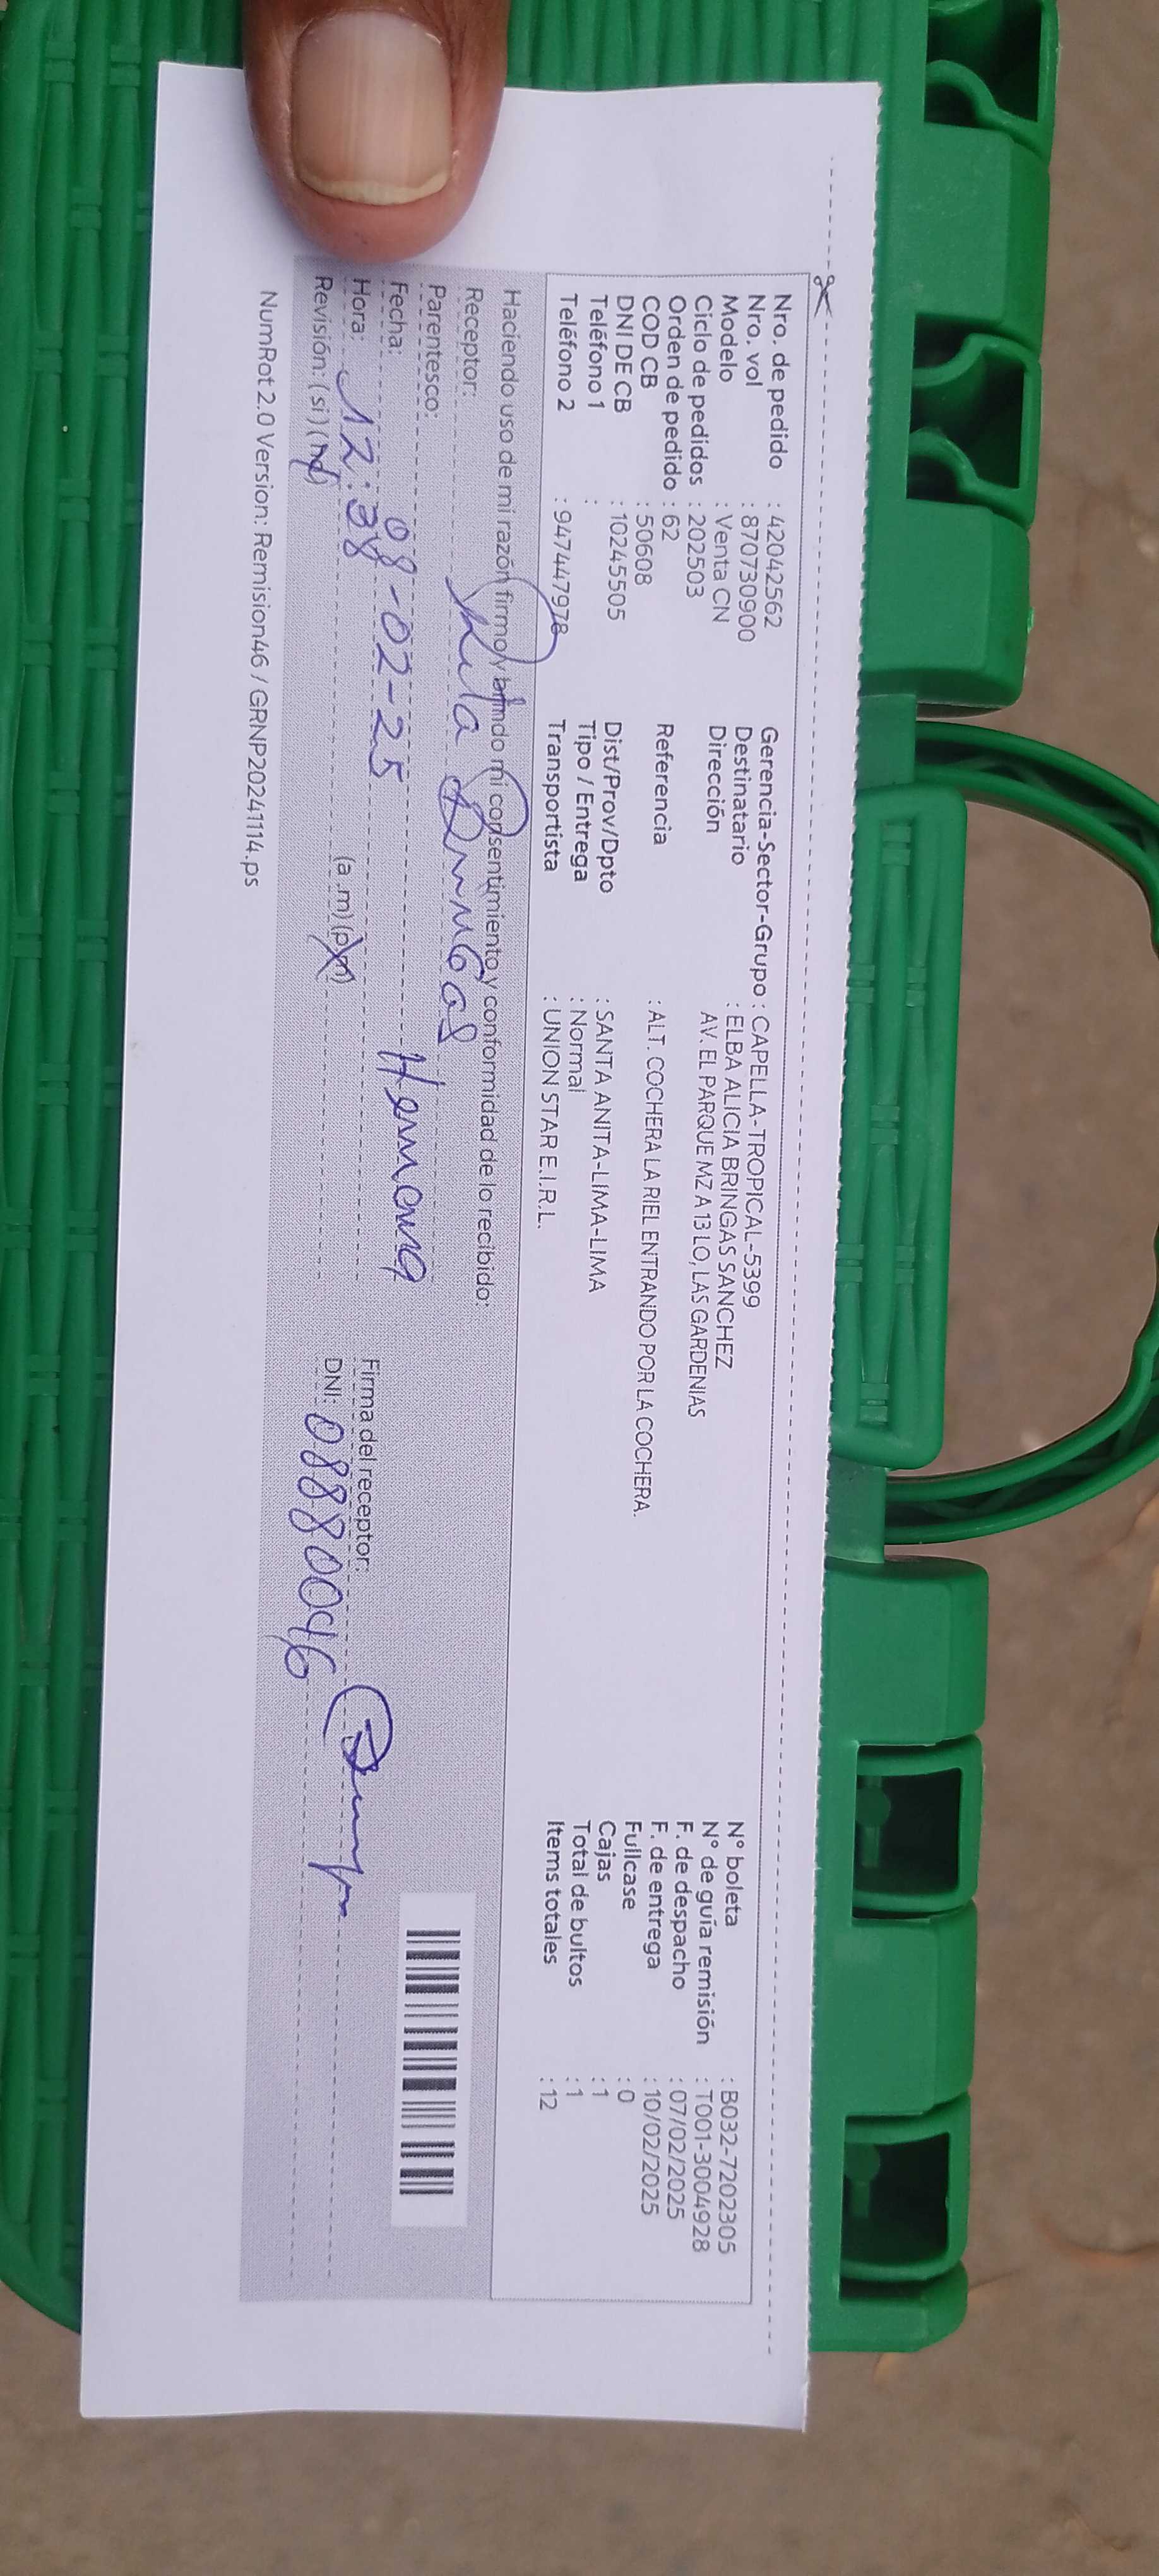 Nro. de pedido : 42042562
Nro. vol : 870730900
Modelo : Venta CN
Ciclo de pedidos : 202503
Orden de pedido : 62
COD CB : 50608
DNI DE CB : 10245505
Teléfono 1 :
Teléfono 2 : 947447978
Gerencia-Sector-Grupo : CAPELLA-TROPICAL-5399
Destinatario : ELBA ALICIA BRINGAS SANCHEZ
Dirección AV. EL PARQUE MZ A 13 LO, LAS GARDENIAS
Referencia : ALT. COCHERA LA RIEL ENTRANDO POR LA COCHERA.
Dist/Prov/Dpto : SANTA ANITA-LIMA-LIMA
Tipo / Entrega : Normal
Transportista : UNION STAR E.I.R.L.
N° boleta : B032-7202305
N° de guía remisión : T001-3004928
F. de despacho : 07/02/2025
F. de entrega : 10/02/2025
Fullcase : 0
Cajas : 1
Total de bultos : 1
Items totales : 12
Haciendo uso de mi razón firmo y brindo mi consentimiento y conformidad de lo recibido:
Receptor:
Parentesco: Hermana
Fecha: 08-02-25
Hora: 12:38 (a.m) (p.m)
Revisión: (si) (no)
Firma del receptor:
DNI: 08880046
NumRot 2.0 Version: Remision46 / GRNP20241114.ps